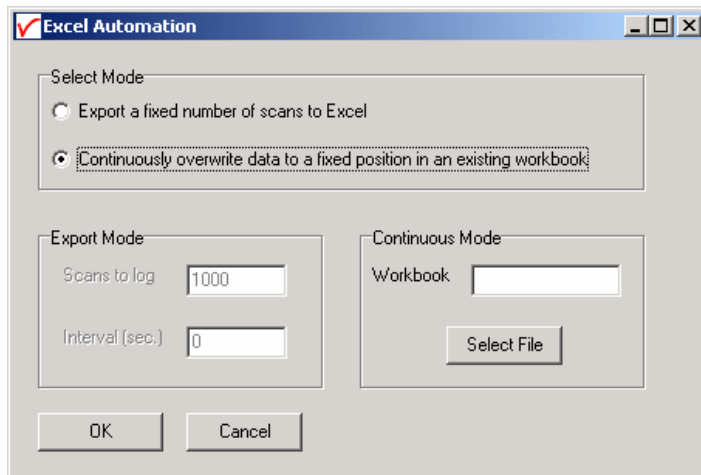 Excel Automation
Select Mode
Export a fixed number of scans to Excel
Continuously overwrite data to a fixed position in an existing workbook
Export Mode
Scans to log 1000
Interval (sec.) 0
Continuous Mode
Workbook
Select File
OK Cancel